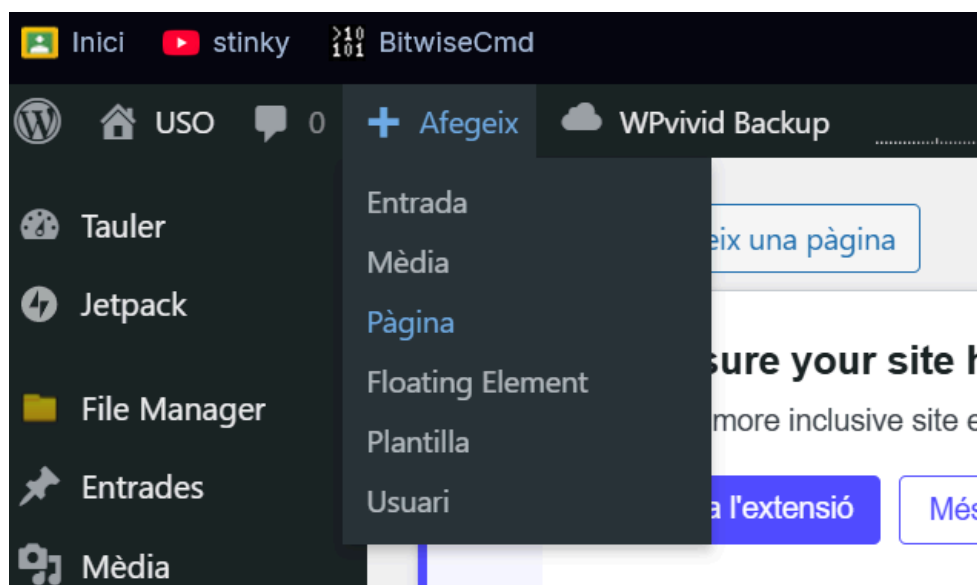 Inici stinky BitwiseCmd
USO 0 + Afegeix WPvivid Backup
Tauler
Jetpack
File Manager
Entrades
Mèdia
Entrada
Mèdia
Pàgina
Floating Element
Plantilla
Usuari
eix una pàgina
sure your site h
more inclusive site e
a l'extensió Més